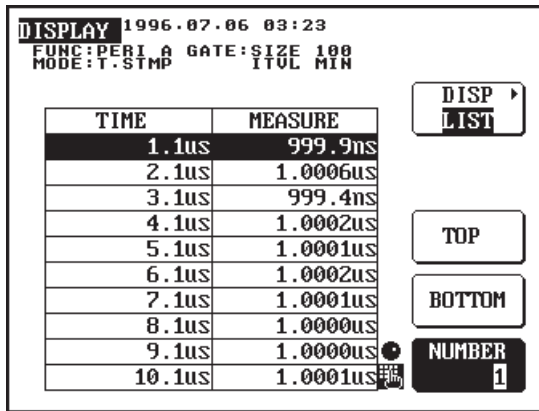 DISPLAY 1996.07.06 03:23
FUNC:PERI A GATE:SIZE 100
MODE:T.STMP ITVL MIN
DISP
LIST
TIME MEASURE
1.1us 999.9ns
2.1us 1.0006us
3.1us 999.4ns
4.1us 1.0002us
5.1us 1.0001us
6.1us 1.0002us
7.1us 1.0001us
8.1us 1.0000us
9.1us 1.0000us
10.1us 1.0001us
TOP
BOTTOM
NUMBER
1